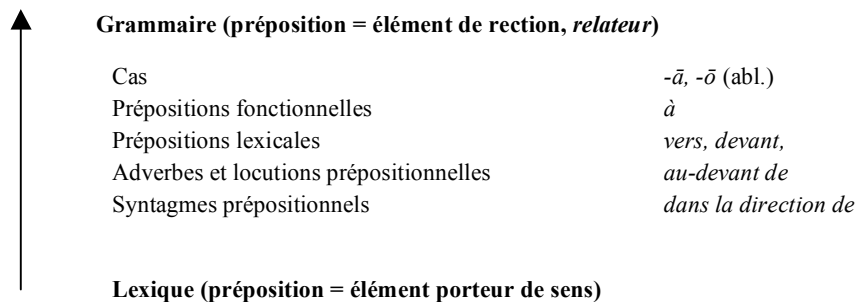 Grammaire (préposition = élément de rection, relateur)
Cas -ā, -ō (abl.)
Prépositions fonctionnelles à
Prépositions lexicales vers, devant,
Adverbes et locutions prépositionnelles au-devant de
Syntagmes prépositionnels dans la direction de
Lexique (préposition = élément porteur de sens)